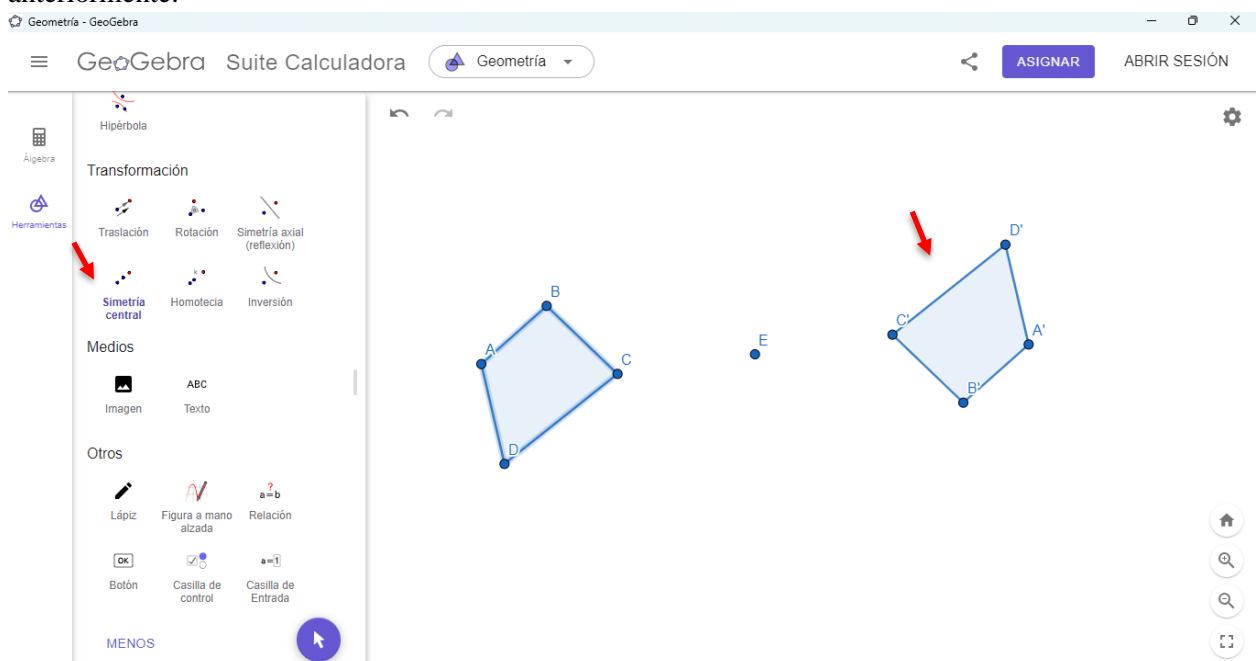 anteriormente.
Geometría - GeoGebra
GeoGebra Suite Calculadora Geometría ASIGNAR ABRIR SESIÓN
Álgebra
Herramientas
Hipérbola
Transformación
Traslación Rotación Simetría axial
(reflexión)
Simetría Homotecia Inversión
central
Medios
Imagen ABC
Texto
Otros
Lápiz Figura a mano a=b
alzada Relación
?
OK a=1
Botón Casilla de Casilla de
control Entrada
MENOS
A
B
C
D
E
D'
C'
A'
B'